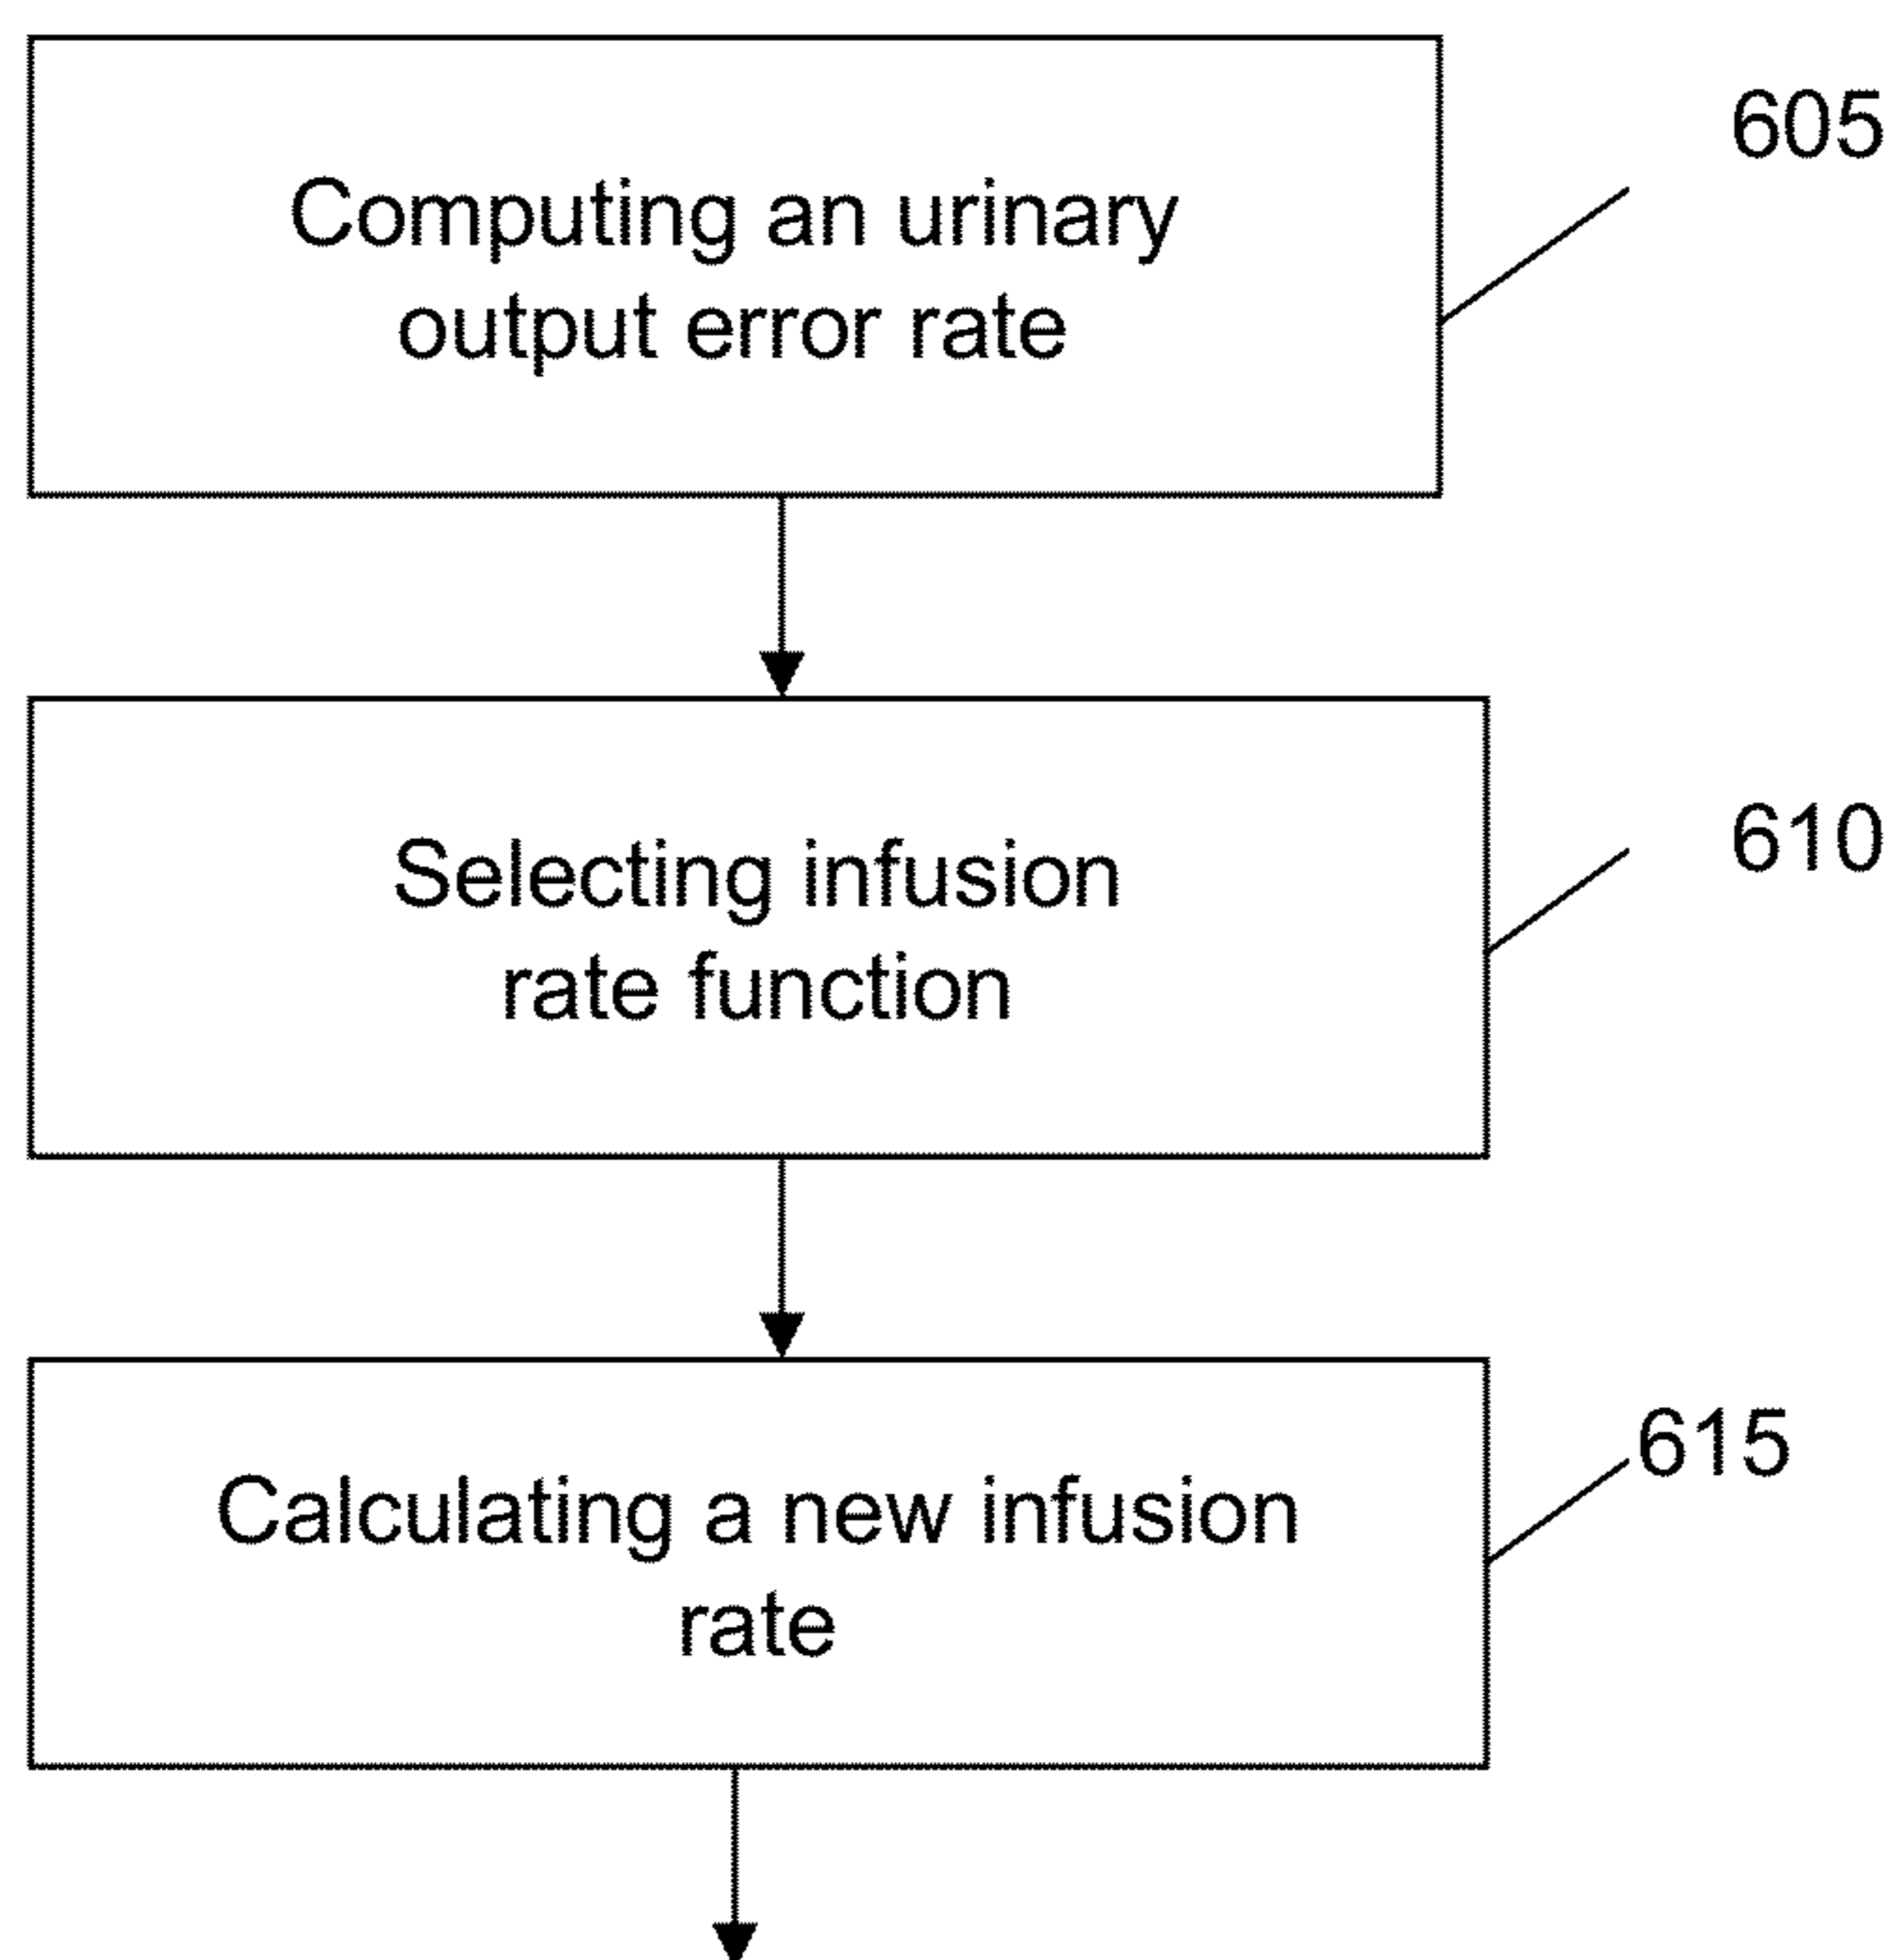 605
Computing an urinary
output error rate
610
Selecting infusion
rate function
615
Calculating a new infusion
rate